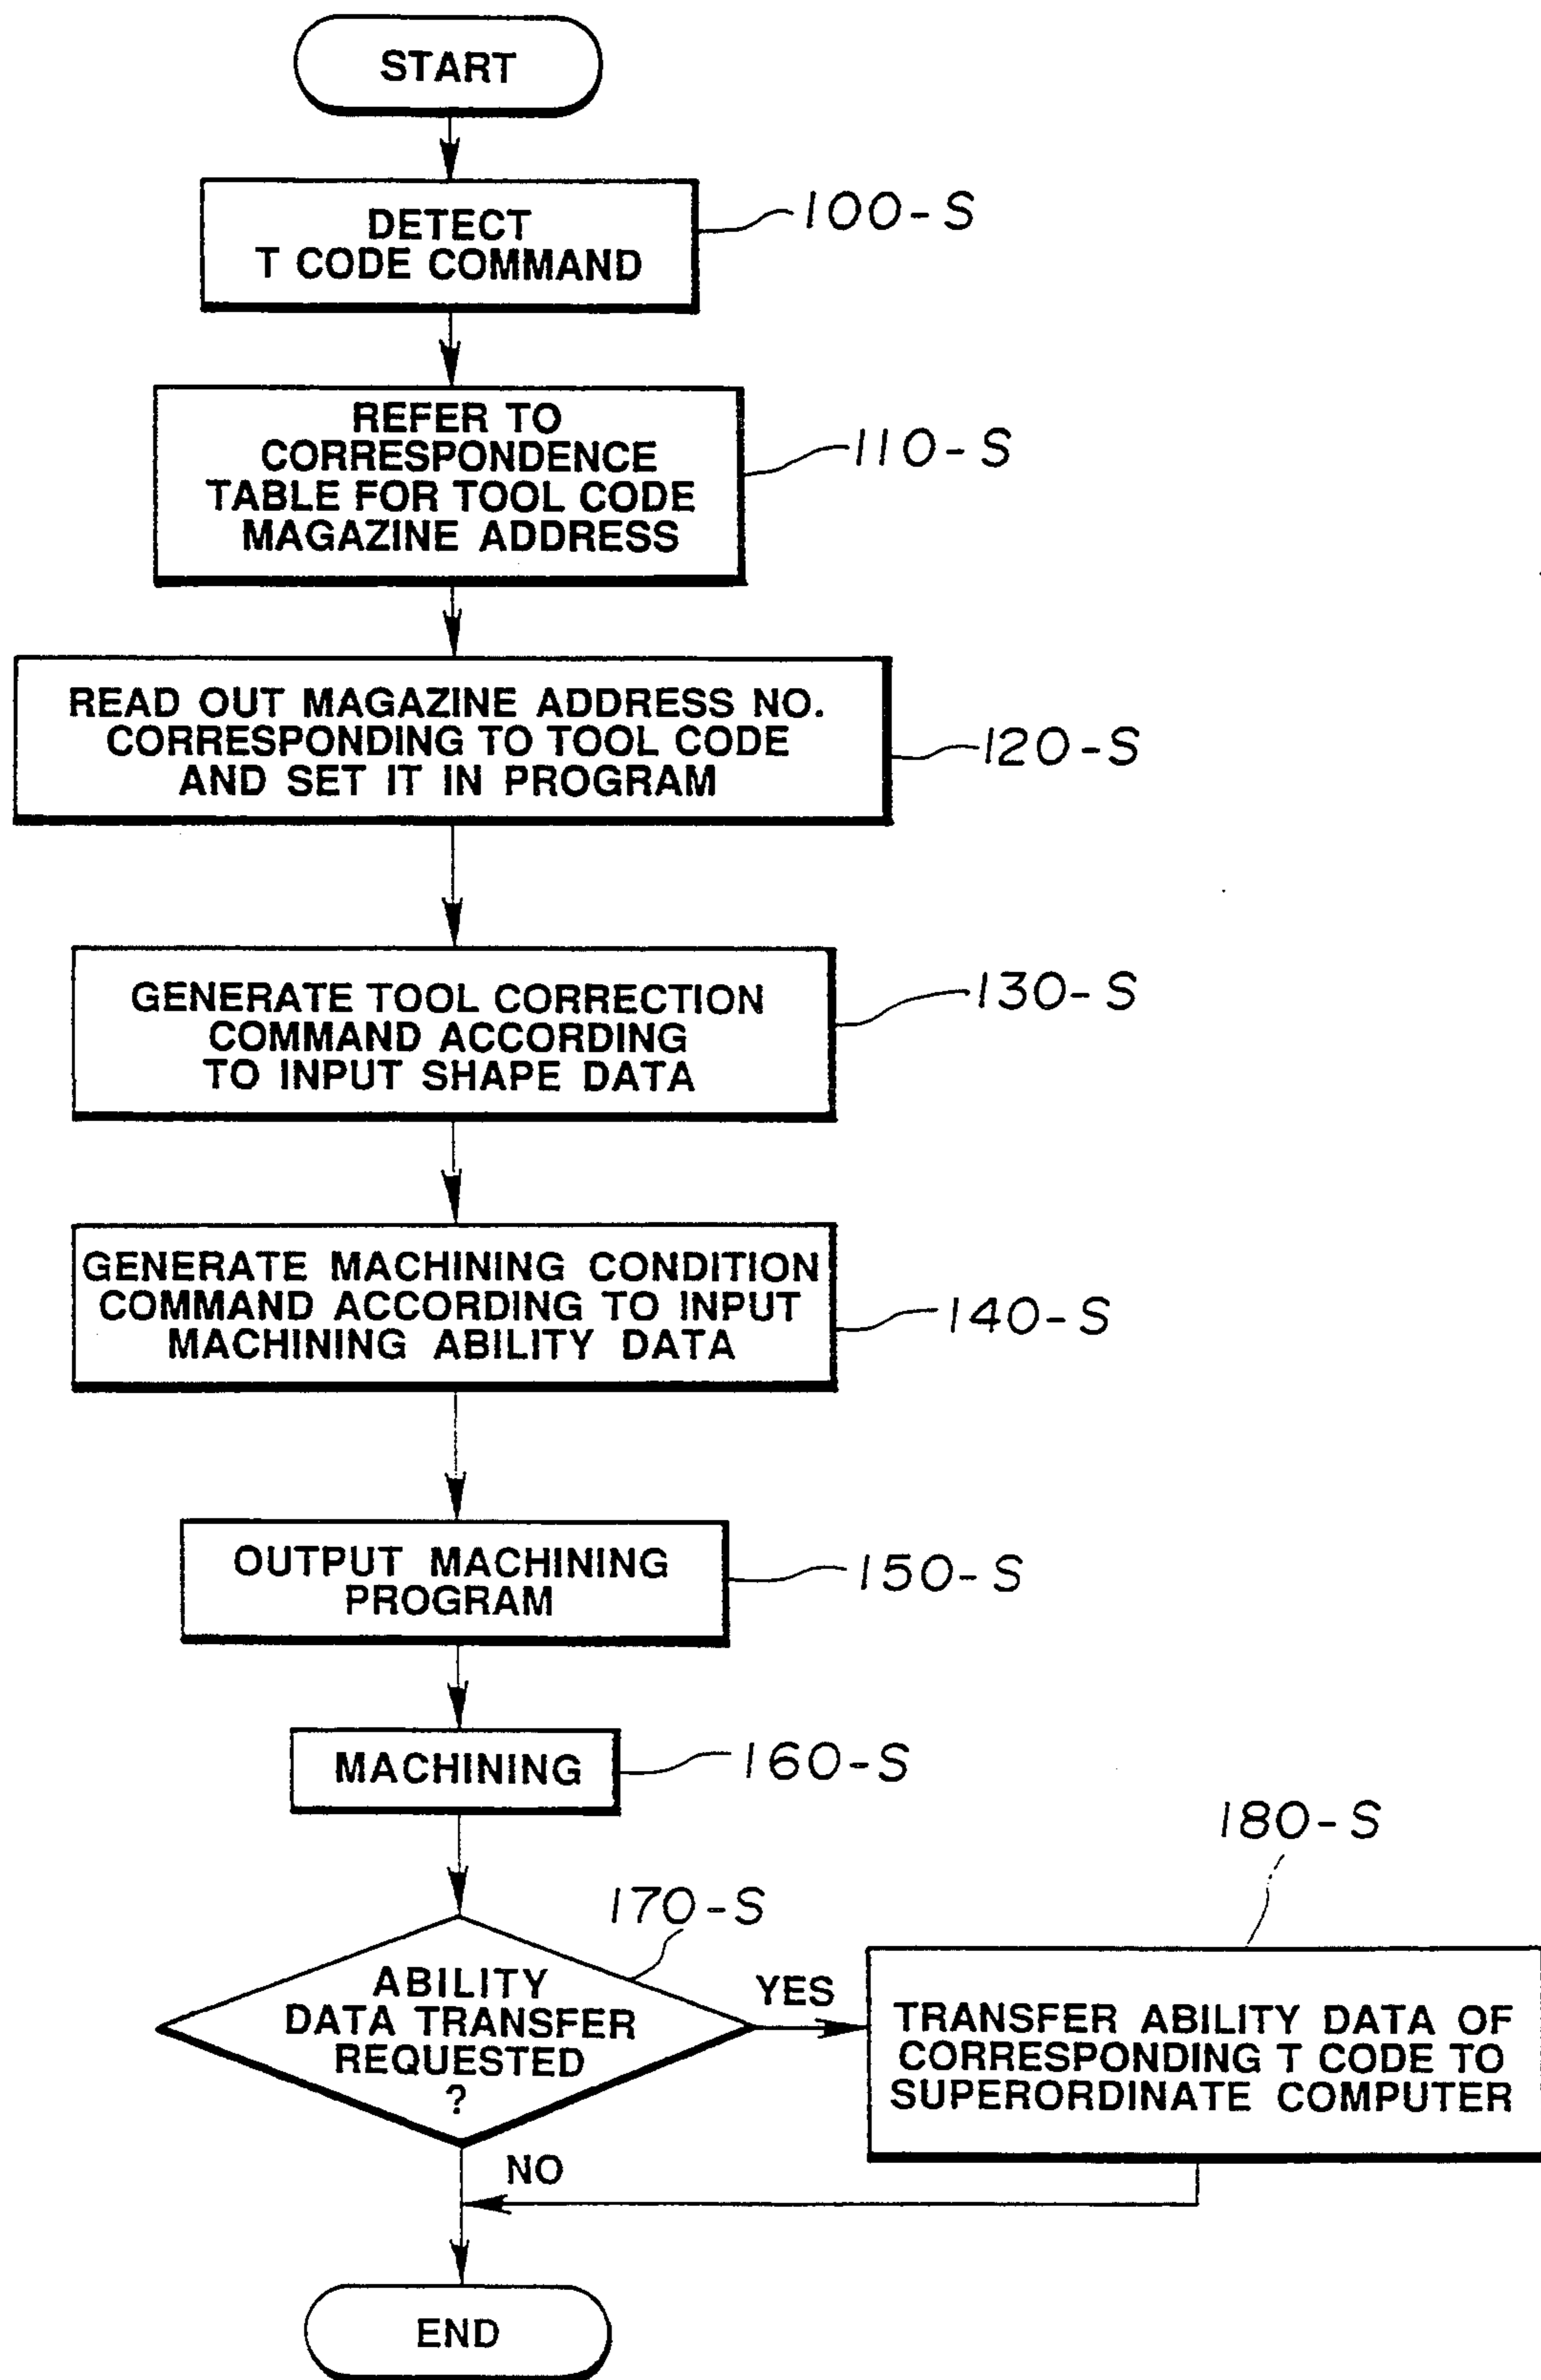 START
DETECT
T CODE COMMAND
100-S
REFER TO
CORRESPONDENCE
TABLE FOR TOOL CODE
MAGAZINE ADDRESS
110-S
READ OUT MAGAZINE ADDRESS NO.
CORRESPONDING TO TOOL CODE
AND SET IT IN PROGRAM
120-S
GENERATE TOOL CORRECTION
COMMAND ACCORDING
TO INPUT SHAPE DATA
130-S
GENERATE MACHINING CONDITION
COMMAND ACCORDING TO INPUT
MACHINING ABILITY DATA
140-S
OUTPUT MACHINING
PROGRAM
150-S
MACHINING
160-S
170-S
ABILITY
DATA TRANSFER
REQUESTED
?
YES
180-S
TRANSFER ABILITY DATA OF
CORRESPONDING T CODE TO
SUPERORDINATE COMPUTER
NO
END